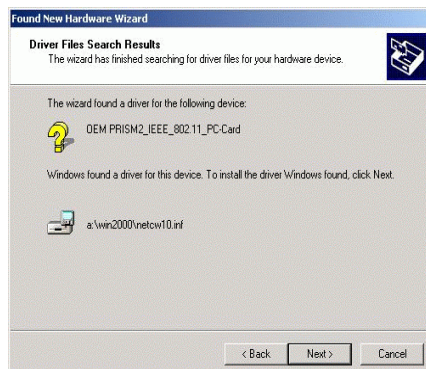 Found New Hardware Wizard
Driver Files Search Results
The wizard has finished searching for driver files for your hardware device.
The wizard found a driver for the following device:
OEM PRISM2_IEEE_802.11_PC-Card
Windows found a driver for this device. To install the driver Windows found, click Next.
a:\win2000\netcw10.inf
< Back
Next >
Cancel